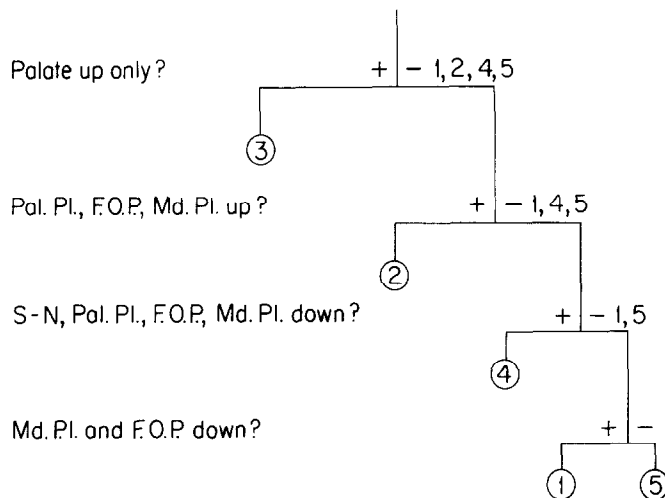 Palate up only? + - 1,2,4,5
3
Pal. Pl., F.O.P., Md. Pl. up? + - 1,4,5
2
S-N, Pal. Pl., F.O.P., Md. Pl. down? + - 1,5
4
Md. Pl. and F.O.P. down? + -
1 5